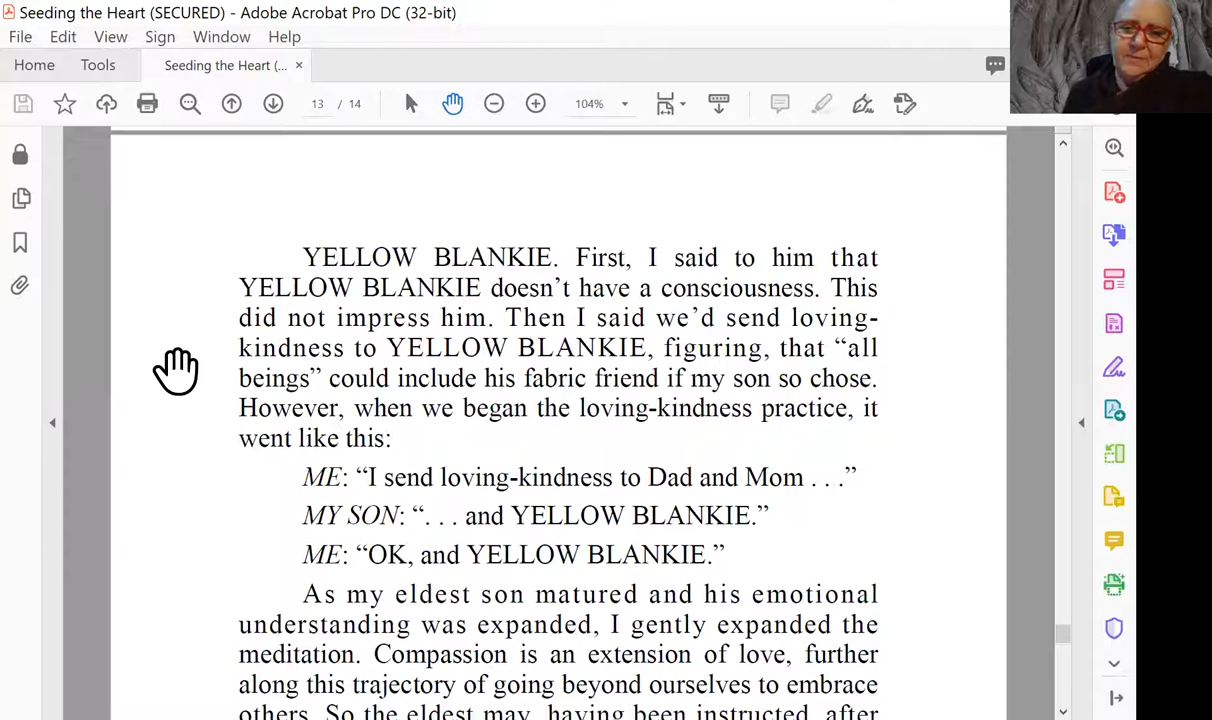 Seeding the Heart (SECURED) - Adobe Acrobat Pro DC (32-bit)
File Edit View Sign Window Help
Home Tools Seeding the Heart (... ×
13 / 14 104%
YELLOW BLANKIE. First, I said to him that
YELLOW BLANKIE doesn’t have a consciousness. This
did not impress him. Then I said we’d send loving-
kindness to YELLOW BLANKIE, figuring, that “all
beings” could include his fabric friend if my son so chose.
However, when we began the loving-kindness practice, it
went like this:
ME: “I send loving-kindness to Dad and Mom . . .”
MY SON: “. . . and YELLOW BLANKIE.”
ME: “OK, and YELLOW BLANKIE.”
As my eldest son matured and his emotional
understanding was expanded, I gently expanded the
meditation. Compassion is an extension of love, further
along this trajectory of going beyond ourselves to embrace
others. So the eldest may, having been instructed, after